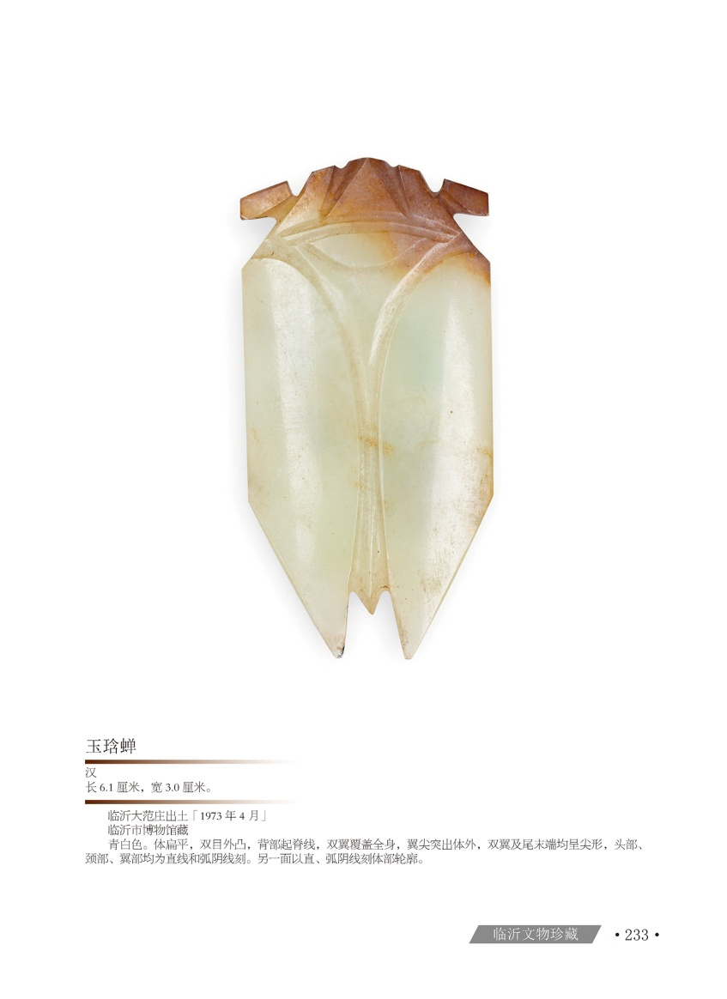 玉琀蝉
汉
长 6.1 厘米，宽 3.0 厘米。
临沂大范庄出土「1973 年 4 月」
临沂市博物馆藏
青白色。体扁平，双目外凸，背部起脊线，双翼覆盖全身，翼尖突出体外，双翼及尾末端均呈尖形，头部、
颈部、翼部均为直线和弧阴线刻。另一面以直、弧阴线刻体部轮廓。
临沂文物珍藏 • 233 •